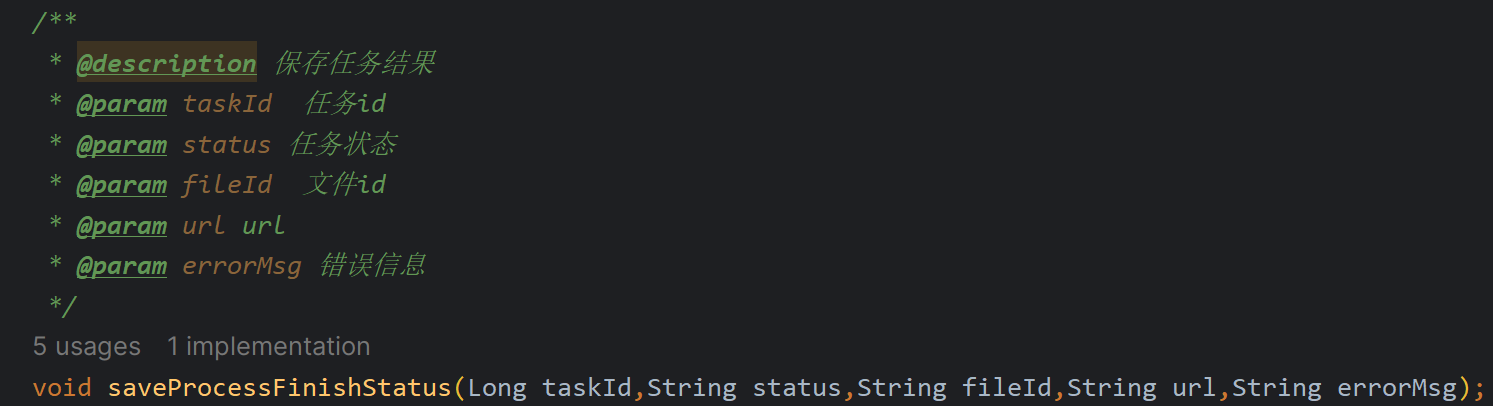 /**
 * @description 保存任务结果
 * @param taskId  任务id
 * @param status 任务状态
 * @param fileId  文件id
 * @param url url
 * @param errorMsg 错误信息
 */
5 usages   1 implementation
void saveProcessFinishStatus(Long taskId,String status,String fileId,String url,String errorMsg);